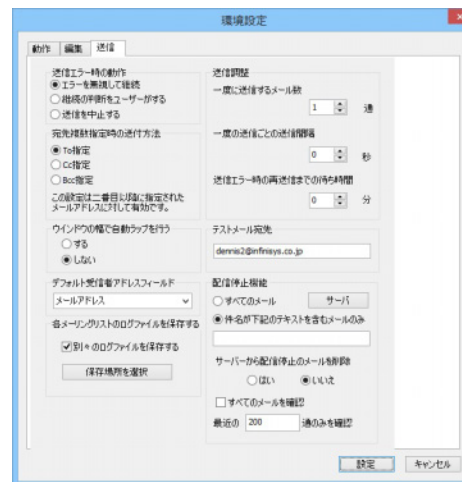 環境設定
動作 編集 送信
送信エラー時の動作
エラーを無視して継続
継続の判断をユーザーがする
送信を中止する
宛先複数指定時の送付方法
To指定
Cc指定
Bcc指定
この設定は二番目以降に指定された
メールアドレスに対して有効です。
ウインドウの幅で自動ラップを行う
する
しない
デフォルト受信者アドレスフィールド
メールアドレス
各メーリングリストのログファイルを保存する
別々のログファイルを保存する
保存場所を選択
送信調整
一度に送信するメール数
1 通
一度の送信ごとの送信間隔
0 秒
送信エラー時の再送信までの待ち時間
0 分
テストメール宛先
dennis2@infinisys.co.jp
配信停止機能
すべてのメール サーバ
件名が下記のテキストを含むメールのみ
サーバーから配信停止のメールを削除
はい いいえ
すべてのメールを確認
最近の 200 通のみを確認
設定 キャンセル